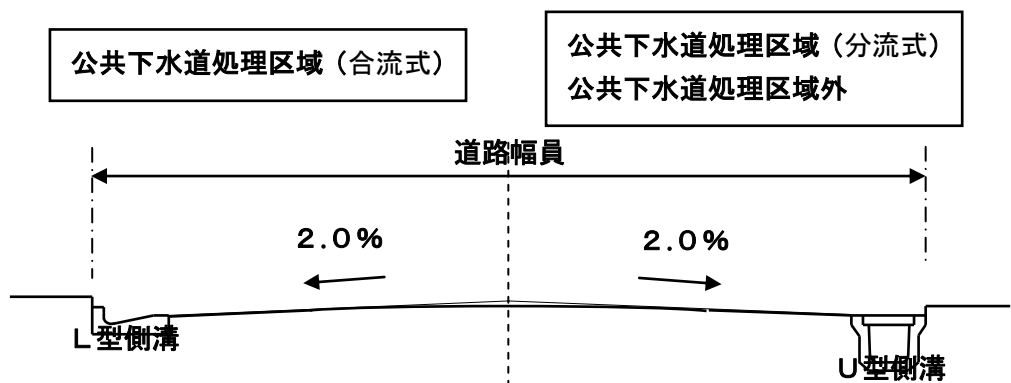 公共下水道処理区域（合流式）
公共下水道処理区域（分流式）
公共下水道処理区域外
道路幅員
２.０％
２.０％
Ｌ型側溝
Ｕ型側溝